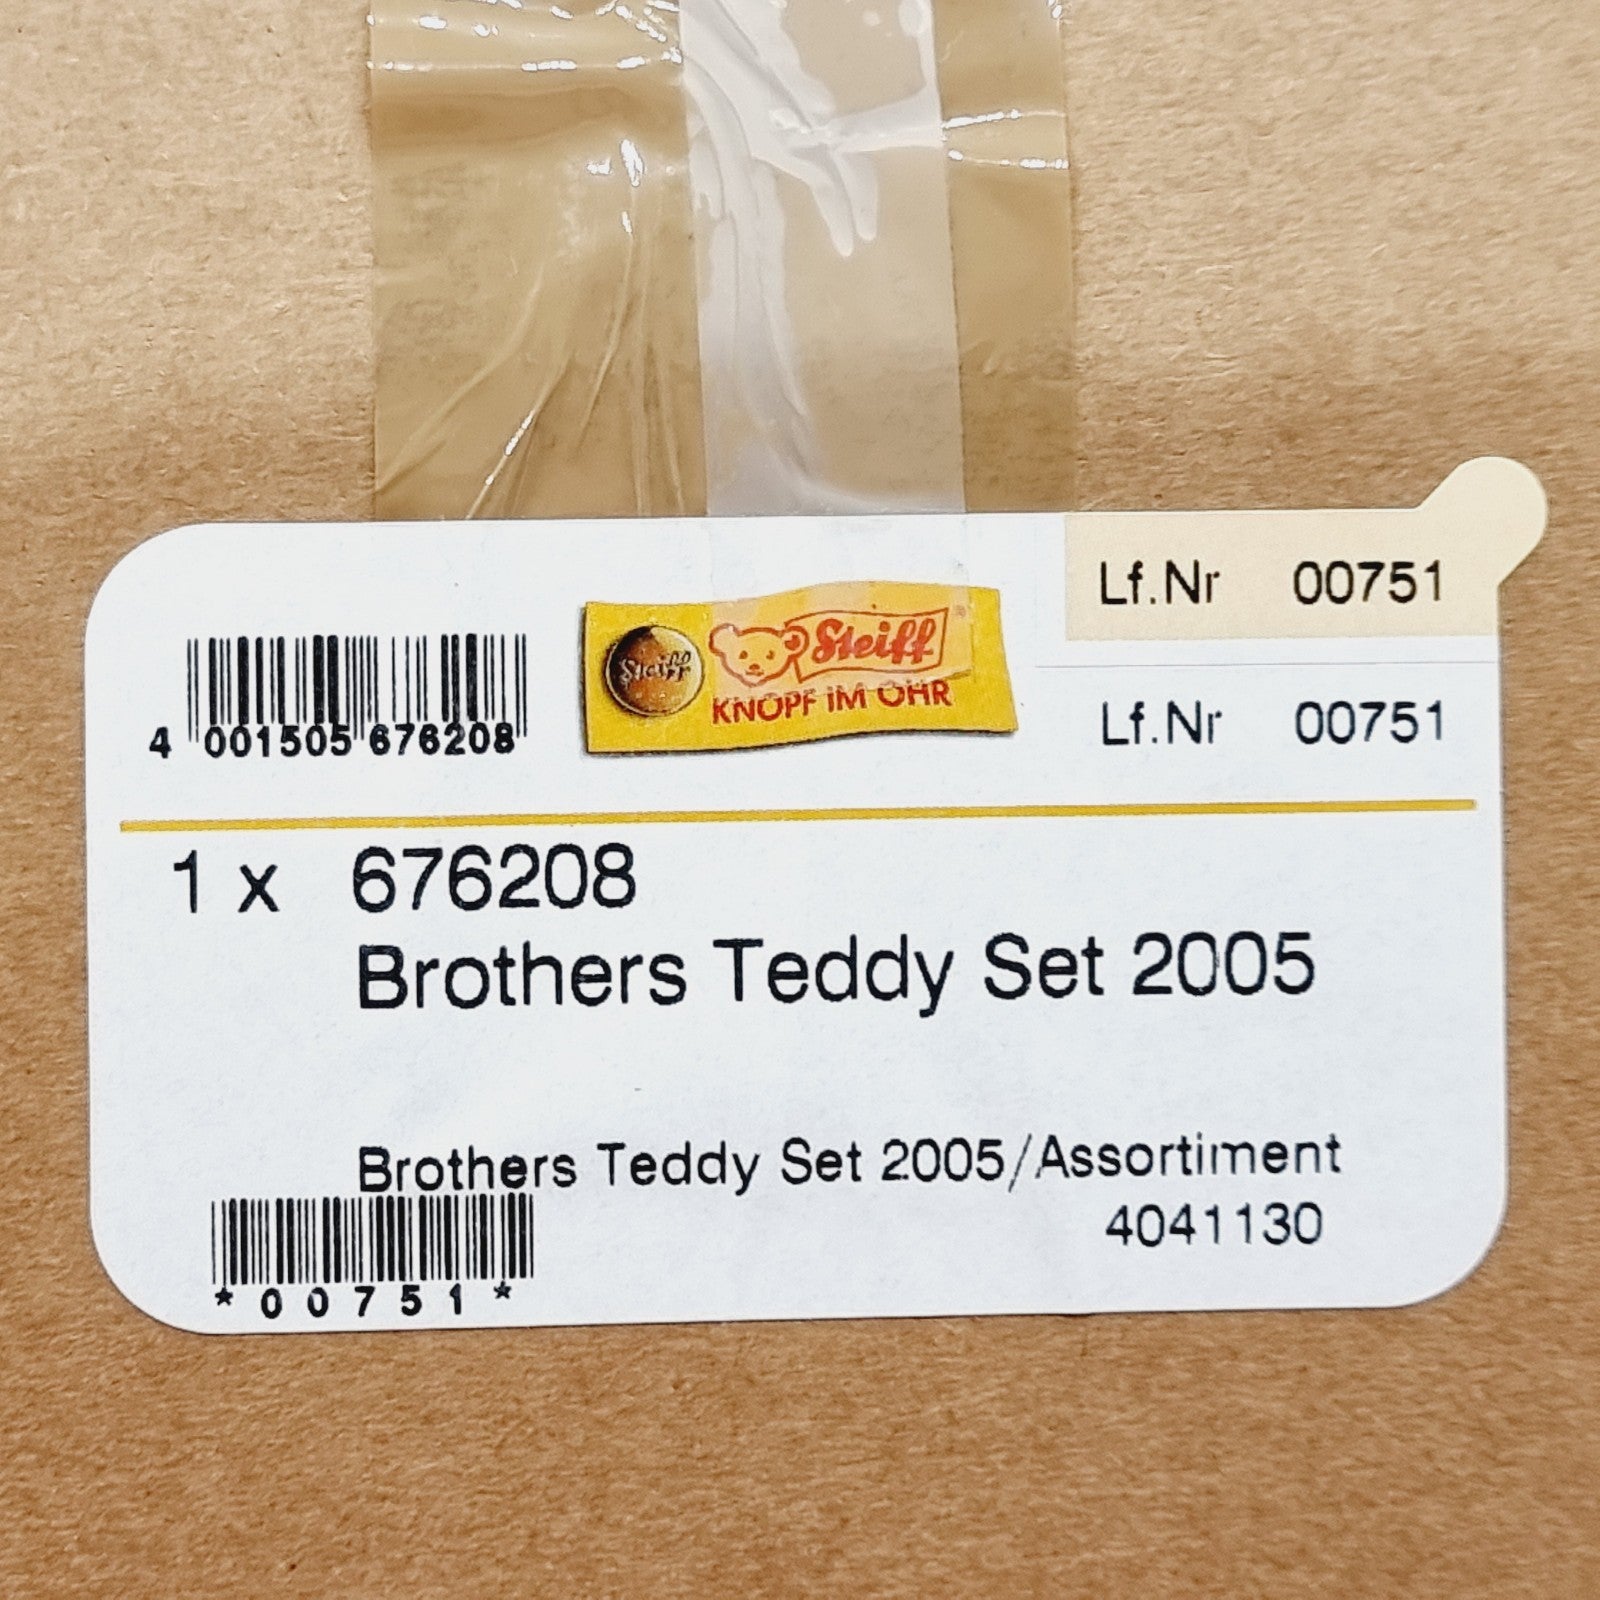 Lf.Nr 00751
4 001505 676208
Steiff
Steiff
KNOPF IM OHR
Lf.Nr 00751
1 x 676208
Brothers Teddy Set 2005
Brothers Teddy Set 2005/Assortiment
4041130
*00751*